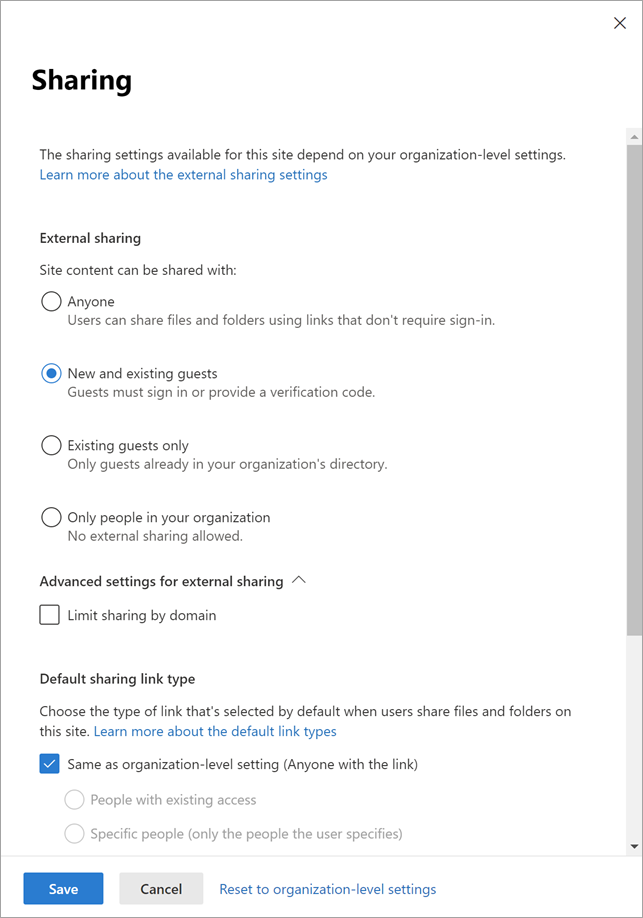 Sharing
The sharing settings available for this site depend on your organization-level settings.
Learn more about the external sharing settings
External sharing
Site content can be shared with:
Anyone
Users can share files and folders using links that don't require sign-in.
New and existing guests
Guests must sign in or provide a verification code.
Existing guests only
Only guests already in your organization's directory.
Only people in your organization
No external sharing allowed.
Advanced settings for external sharing
Limit sharing by domain
Default sharing link type
Choose the type of link that's selected by default when users share files and folders on
this site. Learn more about the default link types
Same as organization-level setting (Anyone with the link)
People with existing access
Specific people (only the people the user specifies)
Save Cancel Reset to organization-level settings